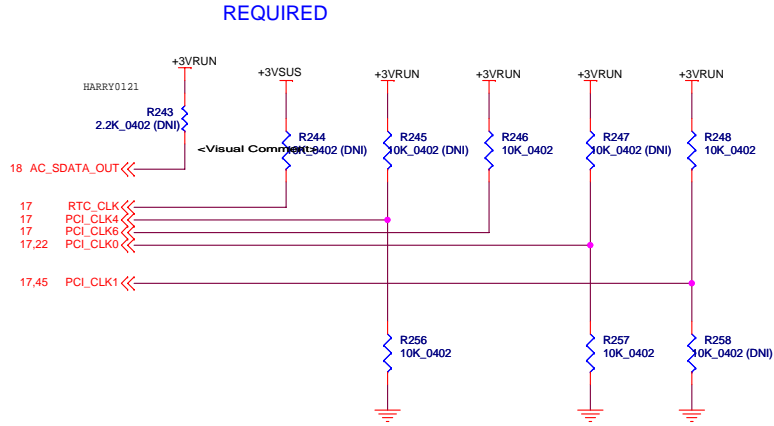 REQUIRED
+3VRUN
+3VSUS
+3VRUN
+3VRUN
+3VRUN
+3VRUN
HARRY0121
R243
2.2K_0402 (DNI)
R244
10K_0402 (DNI)
<Visual Comment>
R245
10K_0402 (DNI)
R246
10K_0402
R247
10K_0402 (DNI)
R248
10K_0402
18 AC_SDATA_OUT
17 RTC_CLK
17 PCI_CLK4
17 PCI_CLK6
17,22 PCI_CLK0
17,45 PCI_CLK1
R256
10K_0402
R257
10K_0402
R258
10K_0402 (DNI)